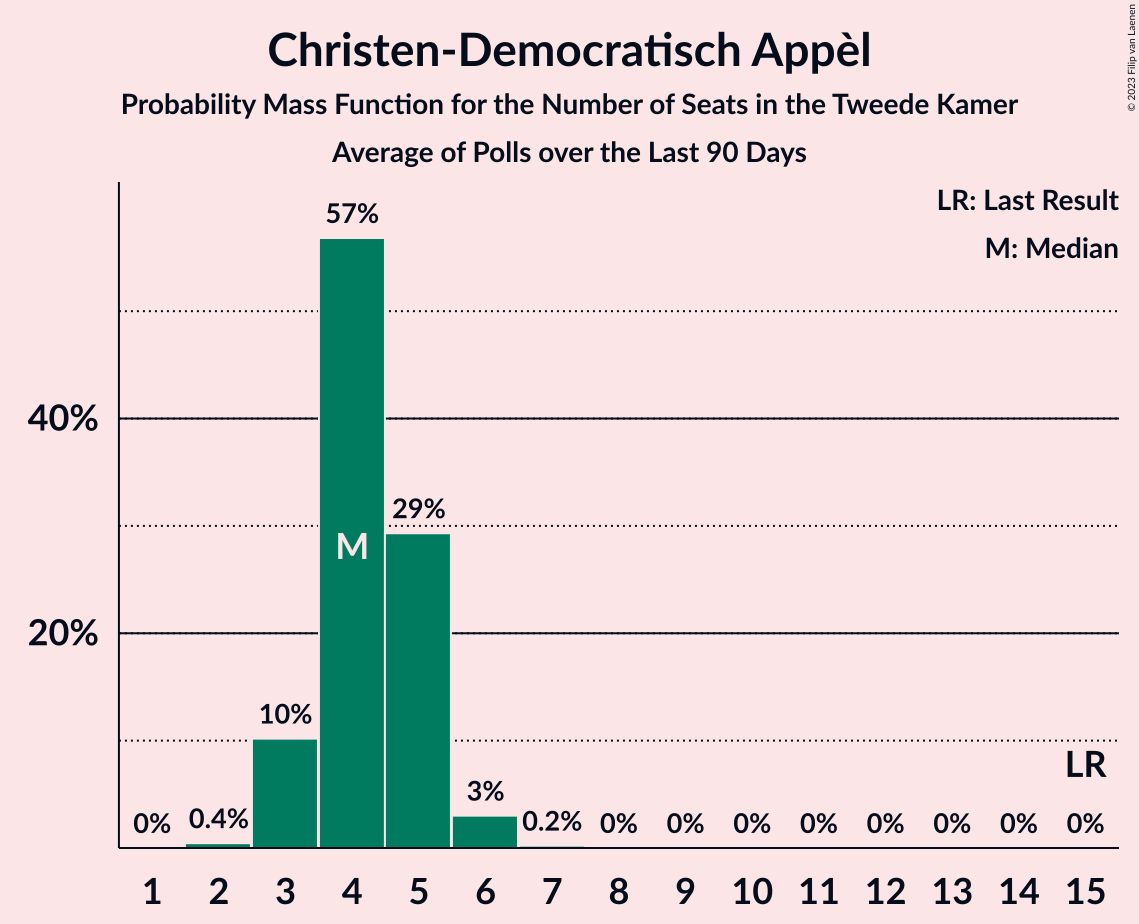 Christen-Democratisch Appèl
Probability Mass Function for the Number of Seats in the Tweede Kamer
Average of Polls over the Last 90 Days
© 2023 Filip van Laenen
LR: Last Result
M: Median
57%
40%
29%
M
20%
10%
LR
3%
0% 0.4% 0.2% 0% 0% 0% 0% 0% 0% 0% 0%
1 2 3 4 5 6 7 8 9 10 11 12 13 14 15